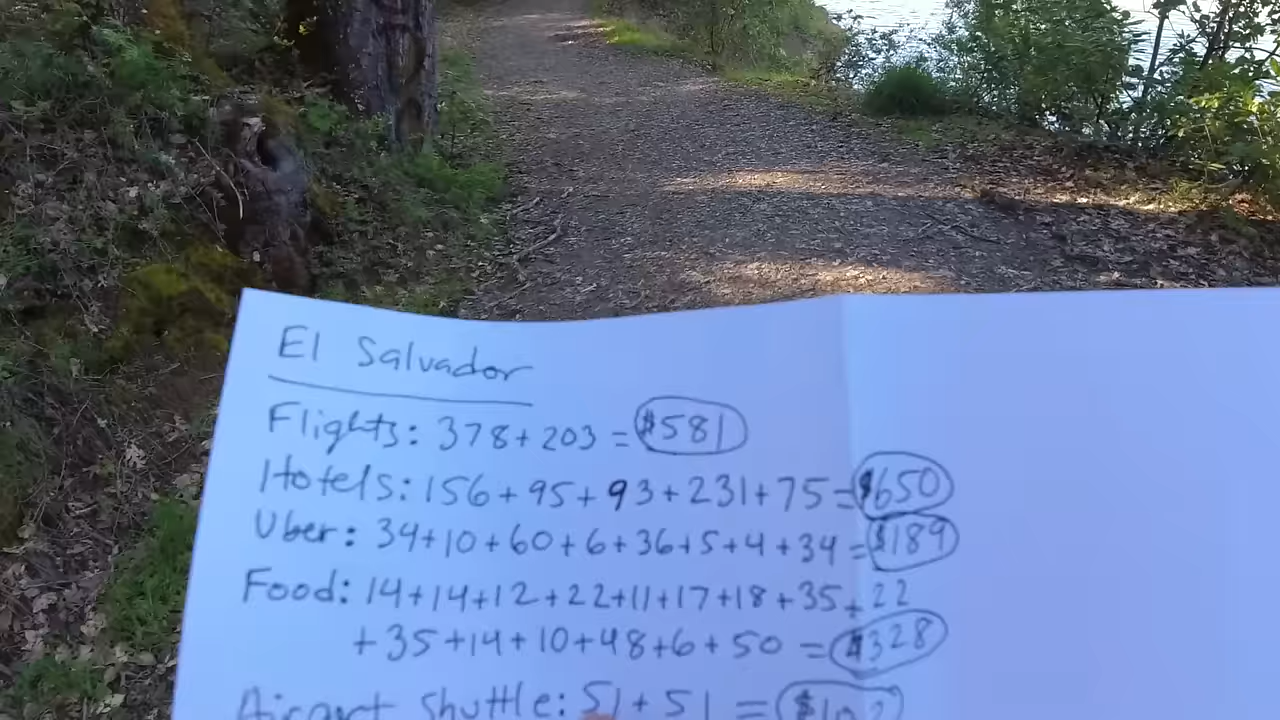 El Salvador
Flights: 378+203 = $581
Hotels: 156+95+93+231+75=$650
Uber: 34+10+60+6+36+5+4+34=$189
Food: 14+14+12+22+11+17+18+35+22
+35+14+10+48+6+50 = $328
Airport Shuttle: 51+51 = $102